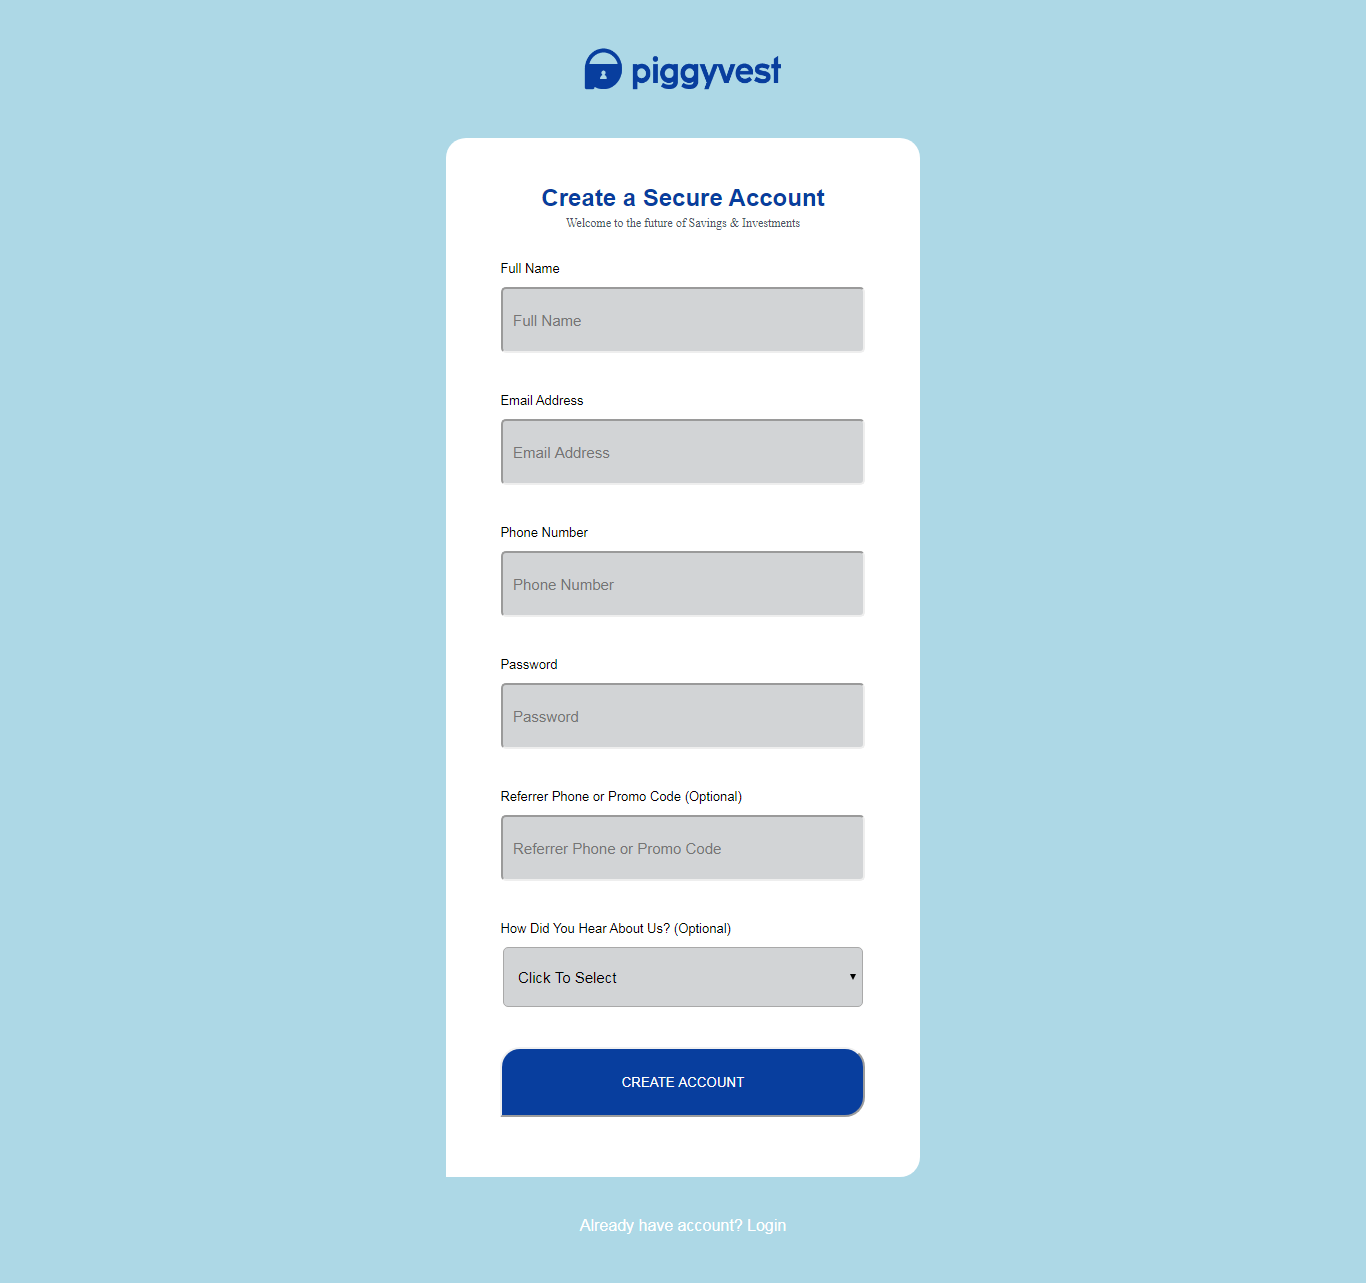 piggyvest
Create a Secure Account
Welcome to the future of Savings & Investments
Full Name
Full Name
Email Address
Email Address
Phone Number
Phone Number
Password
Password
Referrer Phone or Promo Code (Optional)
Referrer Phone or Promo Code
How Did You Hear About Us? (Optional)
Click To Select
CREATE ACCOUNT
Already have account? Login